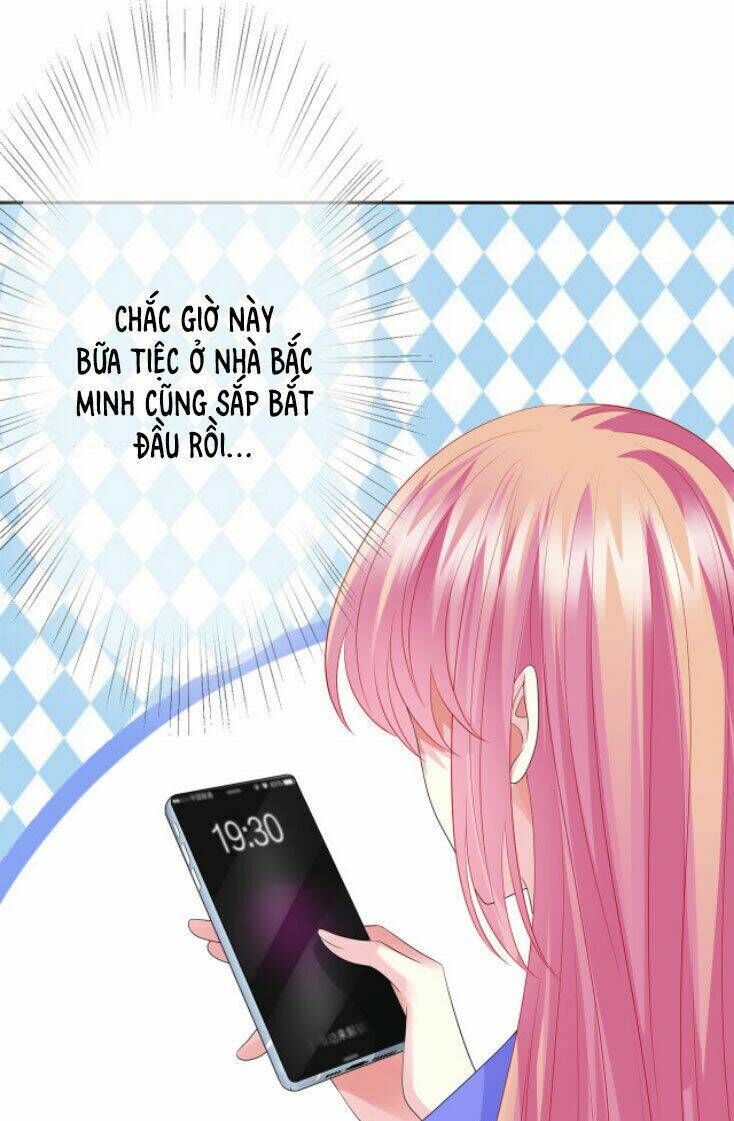 CHẮC GIỜ NÀY
BỮA TIỆC Ở NHÀ BẮC
MINH CŨNG SẮP BẮT
ĐẦU RỒI...
19:30